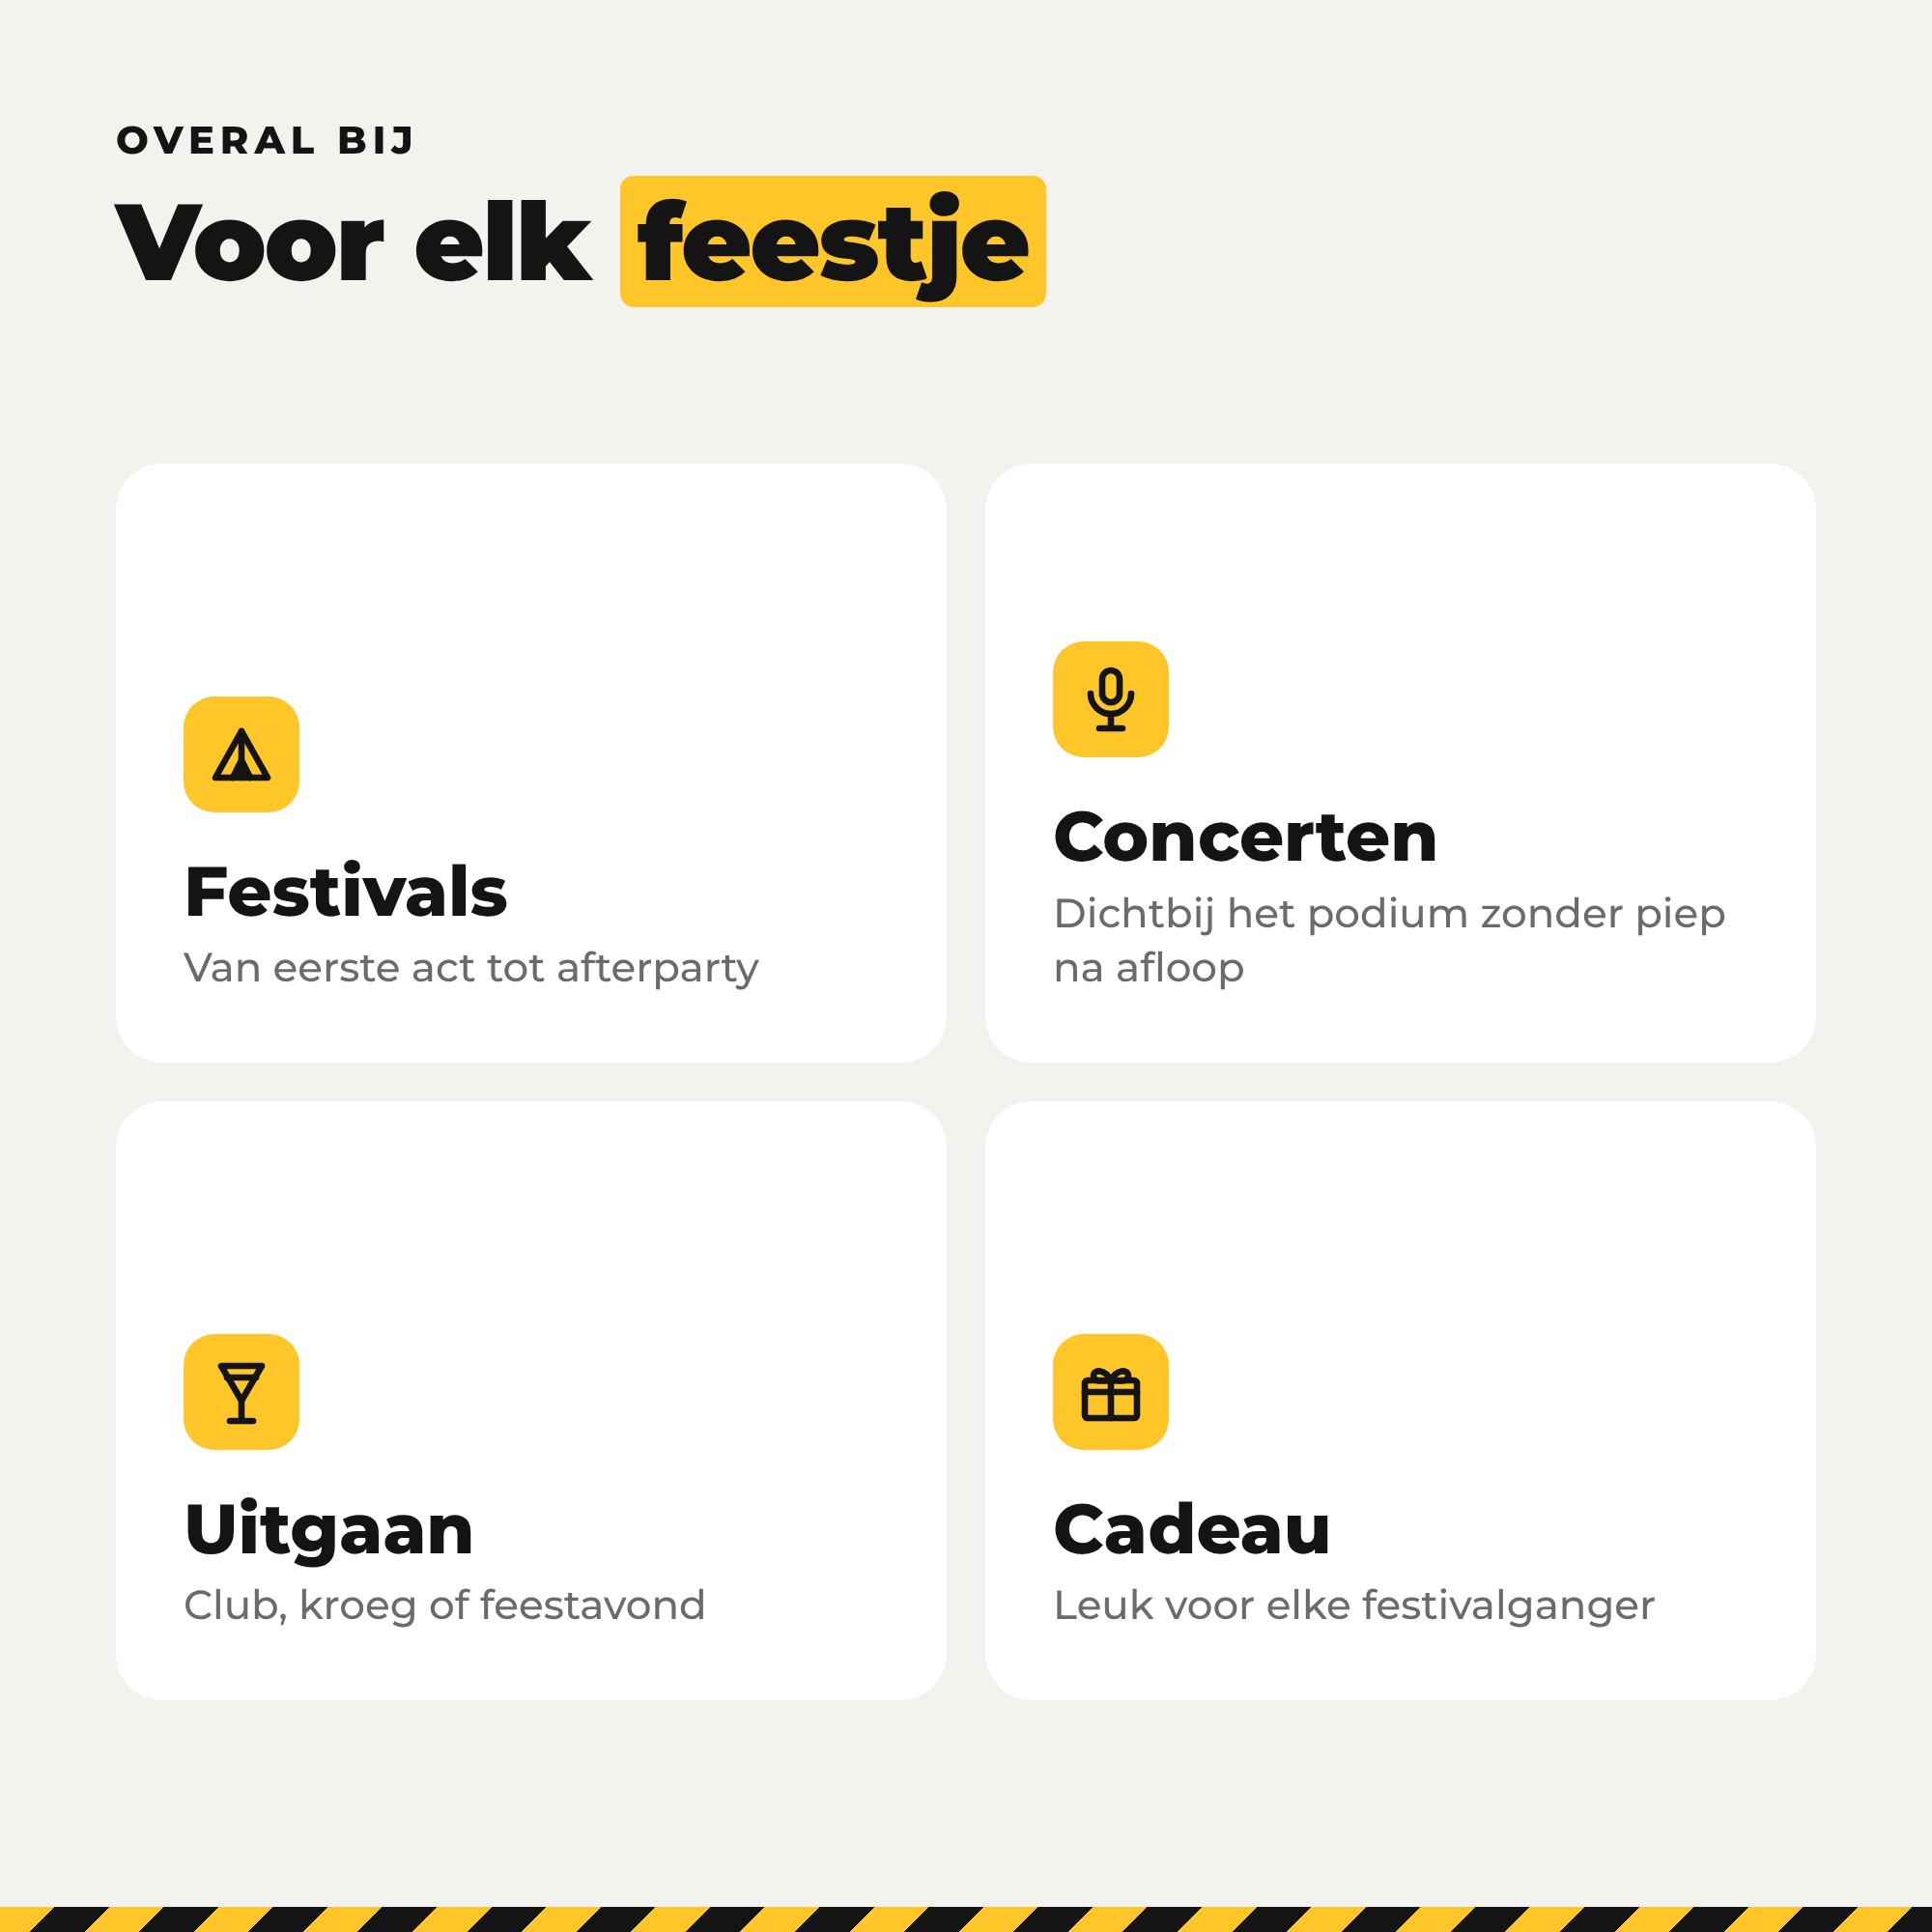 OVERAL BIJ
Voor elk feestje
Festivals
Van eerste act tot afterparty
Concerten
Dichtbij het podium zonder piep
na afloop
Uitgaan
Club, kroeg of feestavond
Cadeau
Leuk voor elke festivalganger